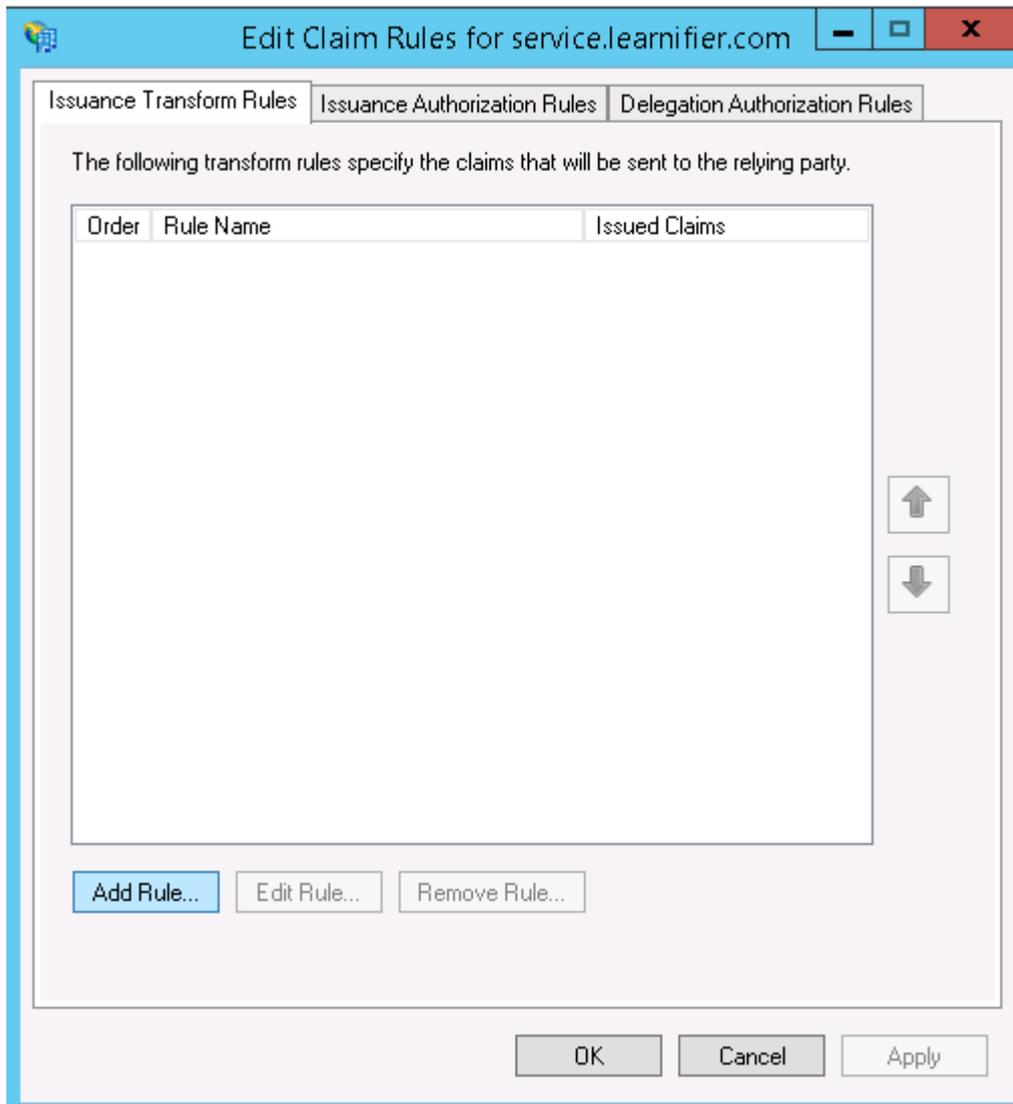 Edit Claim Rules for service.learnifier.com
Issuance Transform Rules Issuance Authorization Rules Delegation Authorization Rules
The following transform rules specify the claims that will be sent to the relying party.
Order Rule Name Issued Claims
Add Rule... Edit Rule... Remove Rule...
OK Cancel Apply